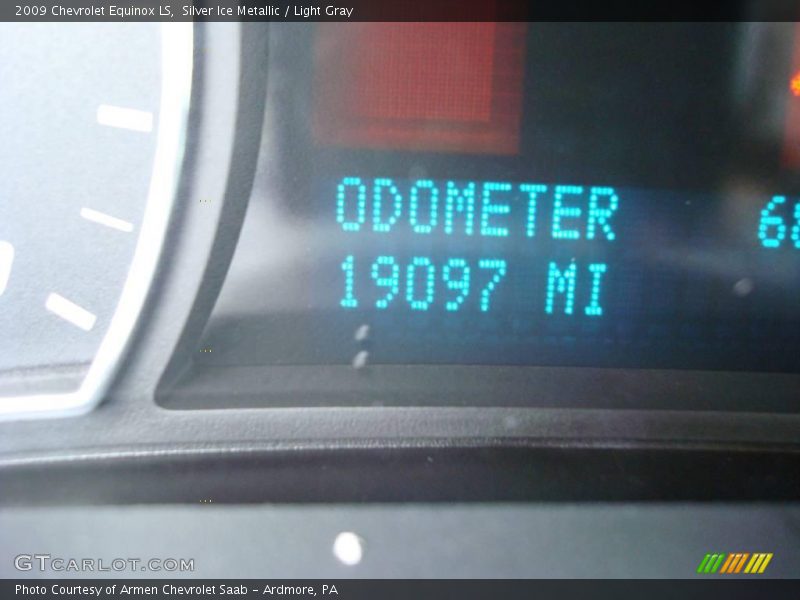 2009 Chevrolet Equinox LS, Silver Ice Metallic / Light Gray
ODOMETER
19097 MI
GTCARLOT.COM
Photo Courtesy of Armen Chevrolet Saab - Ardmore, PA